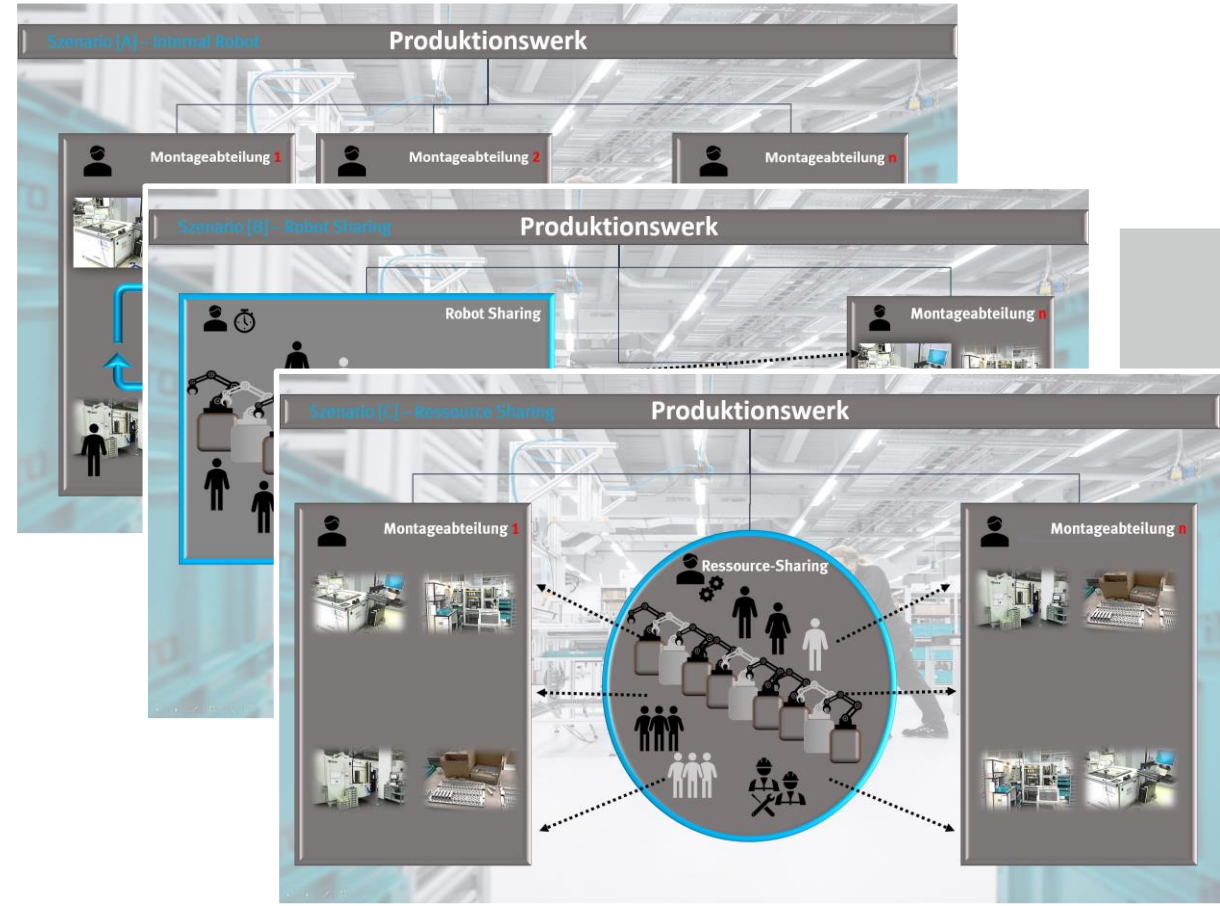 Szenario [A] – Internal Robot
Produktionswerk
Montageabteilung 1
Montageabteilung 2
Montageabteilung n
Szenario [B] – Robot Sharing
Produktionswerk
Robot Sharing
Montageabteilung n
Szenario [C] – Ressource Sharing
Produktionswerk
Montageabteilung 1
Ressource-Sharing
Montageabteilung n